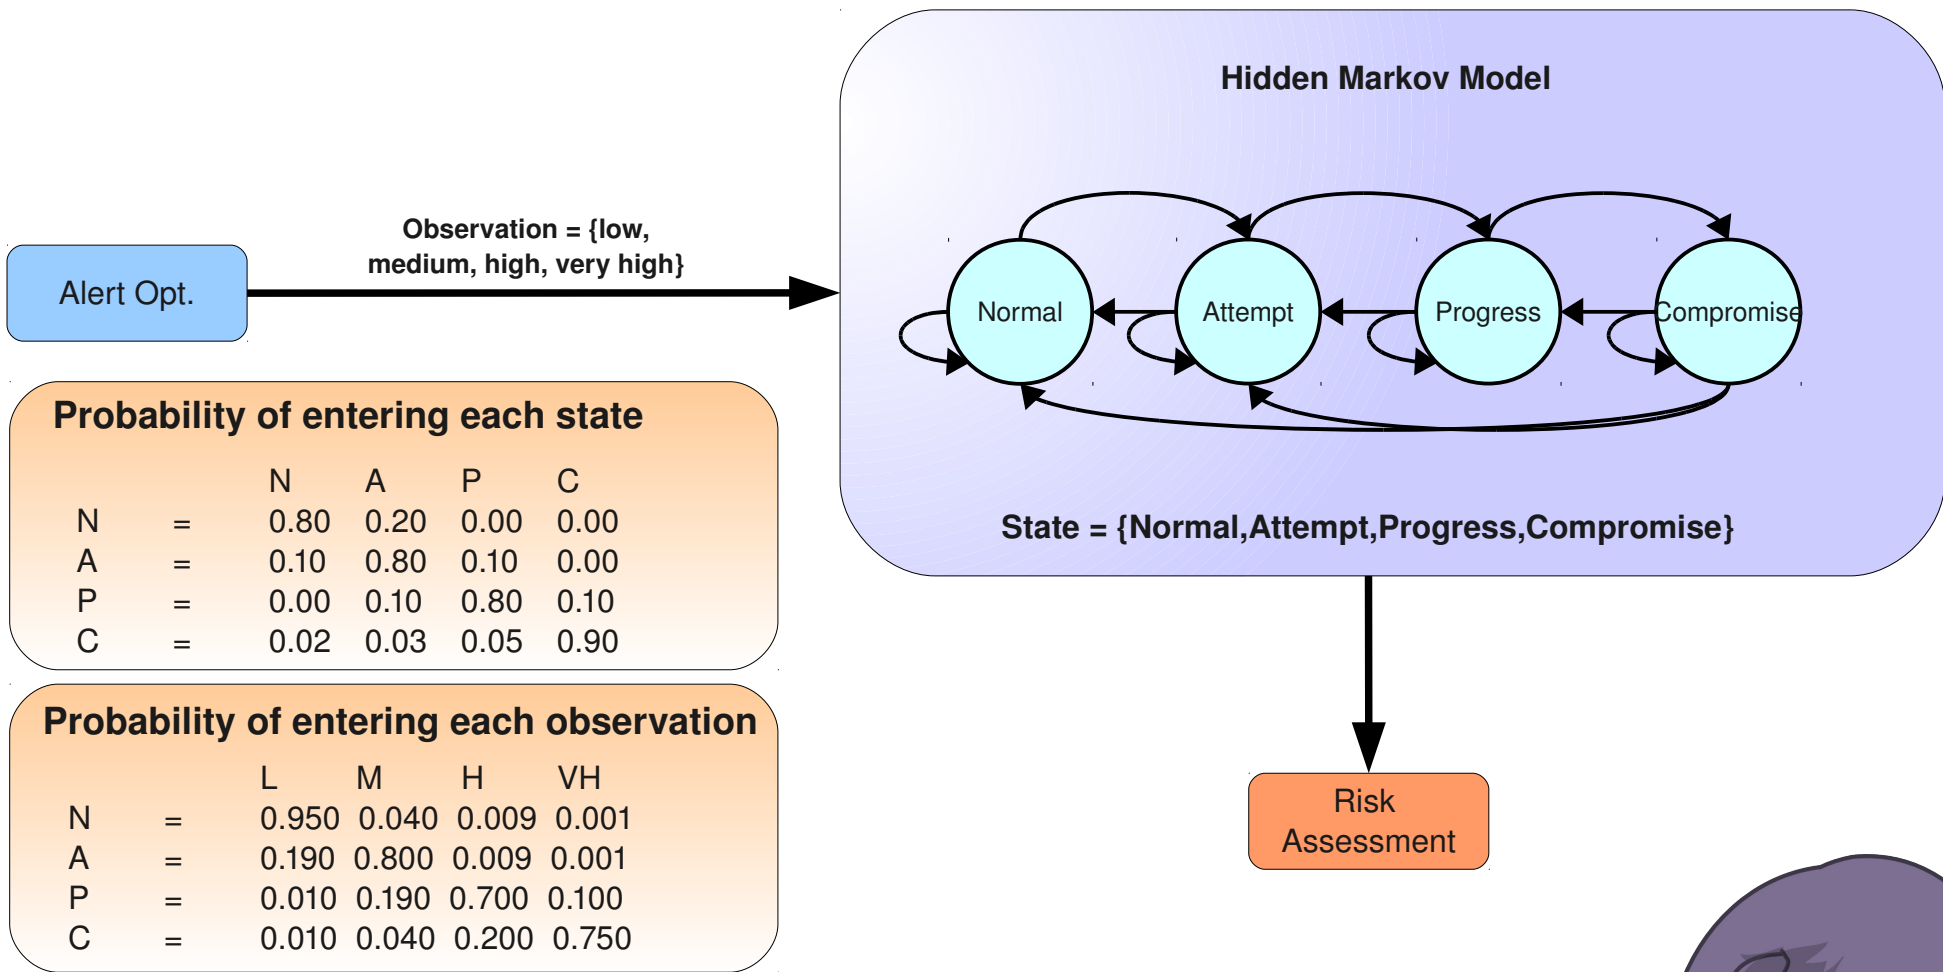 Hidden Markov Model
Observation = {low,
medium, high, very high}
Alert Opt.
Normal
Attempt
Progress
Compromise
State = {Normal,Attempt,Progress,Compromise}
Probability of entering each state
N A P C
N = 0.80 0.20 0.00 0.00
A = 0.10 0.80 0.10 0.00
P = 0.00 0.10 0.80 0.10
C = 0.02 0.03 0.05 0.90
Probability of entering each observation
L M H VH
N = 0.950 0.040 0.009 0.001
A = 0.190 0.800 0.009 0.001
P = 0.010 0.190 0.700 0.100
C = 0.010 0.040 0.200 0.750
Risk
Assessment